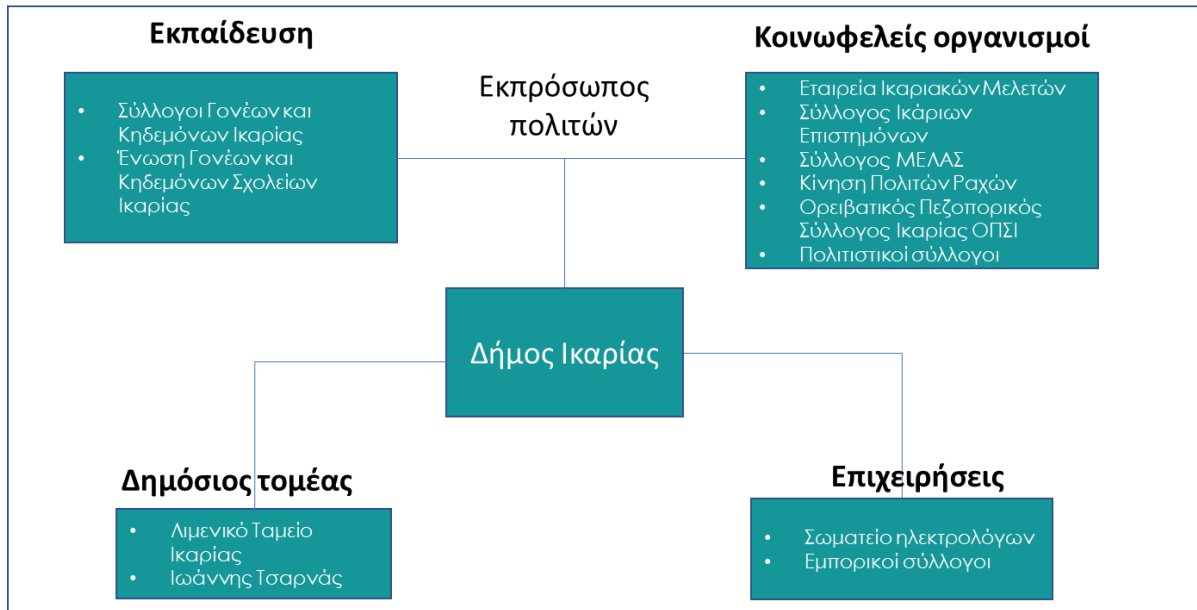 Εκπαίδευση
• Σύλλογοι Γονέων και
Κηδεμόνων Ικαρίας
• Ένωση Γονέων και
Κηδεμόνων Σχολείων
Ικαρίας
Εκπρόσωπος
πολιτών
Κοινωφελείς οργανισμοί
• Εταιρεία Ικαριακών Μελετών
• Σύλλογος Ικάριων
Επιστημόνων
• Σύλλογος ΜΕΛΑΣ
• Κίνηση Πολιτών Ραχών
• Ορειβατικός Πεζοπορικός
Σύλλογος Ικαρίας ΟΠΣΙ
• Πολιτιστικοί σύλλογοι
Δήμος Ικαρίας
Δημόσιος τομέας
• Λιμενικό Ταμείο
Ικαρίας
• Ιωάννης Τσαρνάς
Επιχειρήσεις
• Σωματείο ηλεκτρολόγων
• Εμπορικοί σύλλογοι